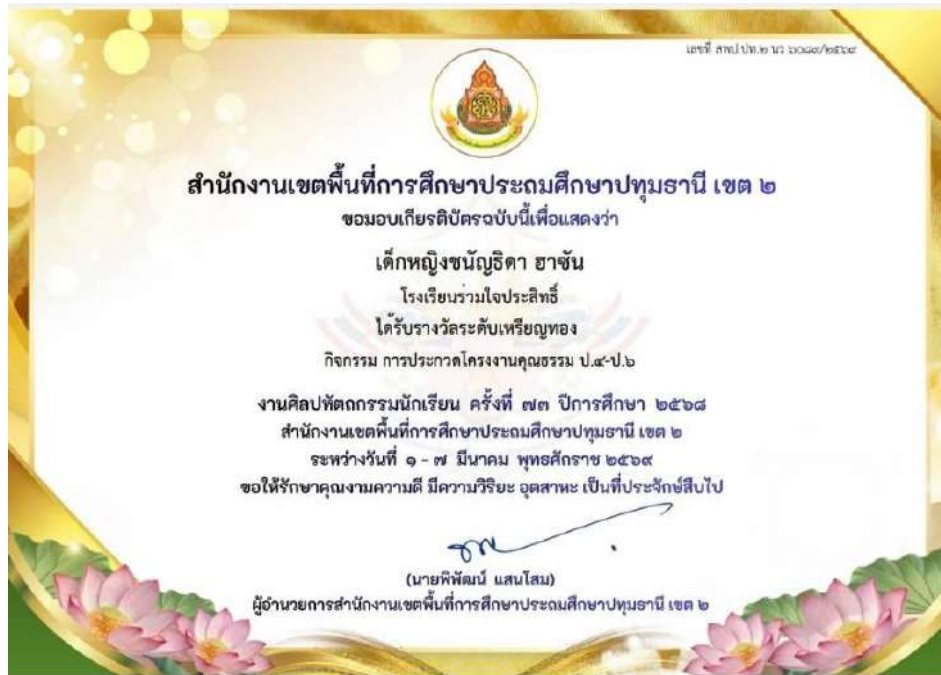 เลขที่ สพป.ปท.๒ นว
สำนักงานเขตพื้นที่การศึกษาประถมศึกษาปทุมธานี เขต ๒
ขอมอบเกียรติบัตรฉบับนี้เพื่อแสดงว่า
เด็กหญิงชนัญธิดา ฮาซัน
โรงเรียนร่วมใจประสิทธิ์
ได้รับรางวัลระดับเหรียญทอง
กิจกรรม การประกวดโครงงานคุณธรรม ป.๔-ป.๖
งานศิลปหัตถกรรมนักเรียน ครั้งที่ ๗๓ ปีการศึกษา ๒๕๖๘
สำนักงานเขตพื้นที่การศึกษาประถมศึกษาปทุมธานี เขต ๒
ระหว่างวันที่ ๑ - ๗ มีนาคม พุทธศักราช ๒๕๖๙
ขอให้รักษาคุณงามความดี มีความวิริยะ อุตสาหะ เป็นที่ประจักษ์สืบไป
(นายพิพัฒน์ แสนโสม)
ผู้อำนวยการสำนักงานเขตพื้นที่การศึกษาประถมศึกษาปทุมธานี เขต ๒